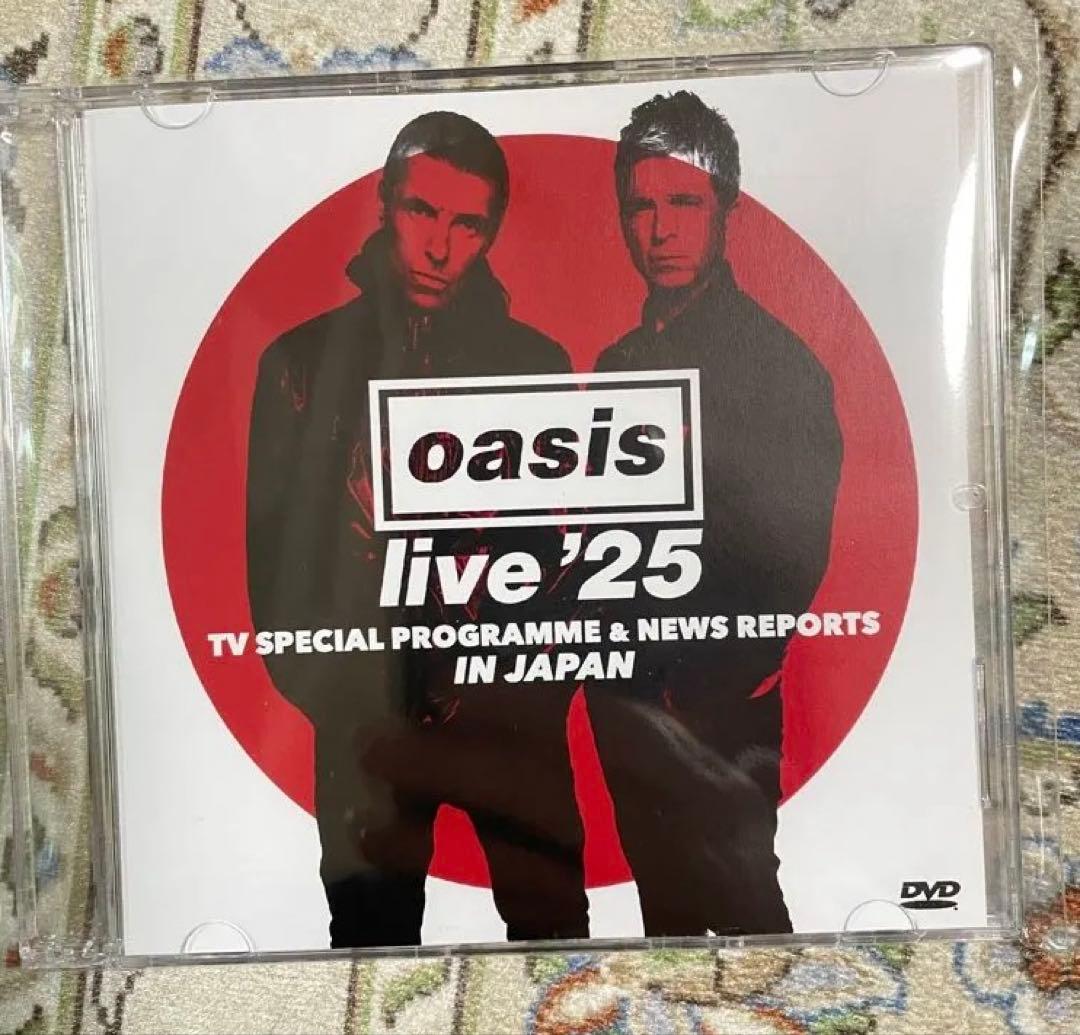 oasis
live '25
TV SPECIAL PROGRAMME & NEWS REPORTS
IN JAPAN
DVD